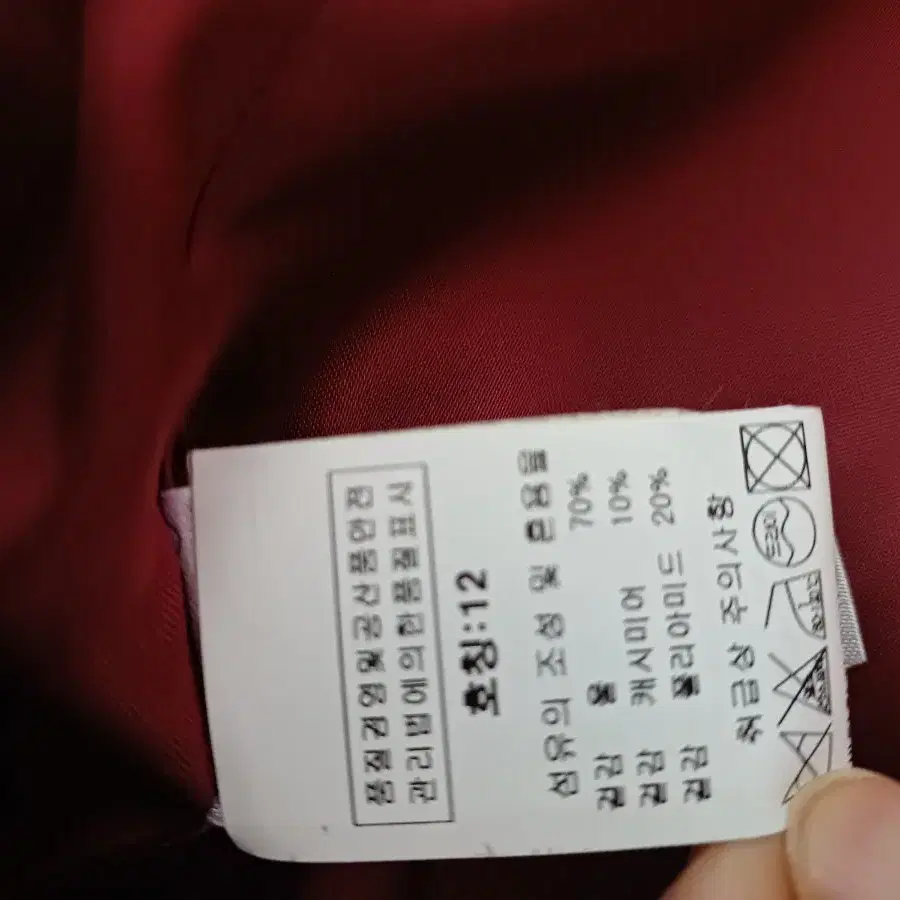 품질경영및공산품안전
관리법에의한품질표시
호칭:12
섬유의 조성 및 혼용율
겉감 울 70%
겉감 캐시미어 10%
겉감 폴리아미드 20%
취급상 주의사항
드라이